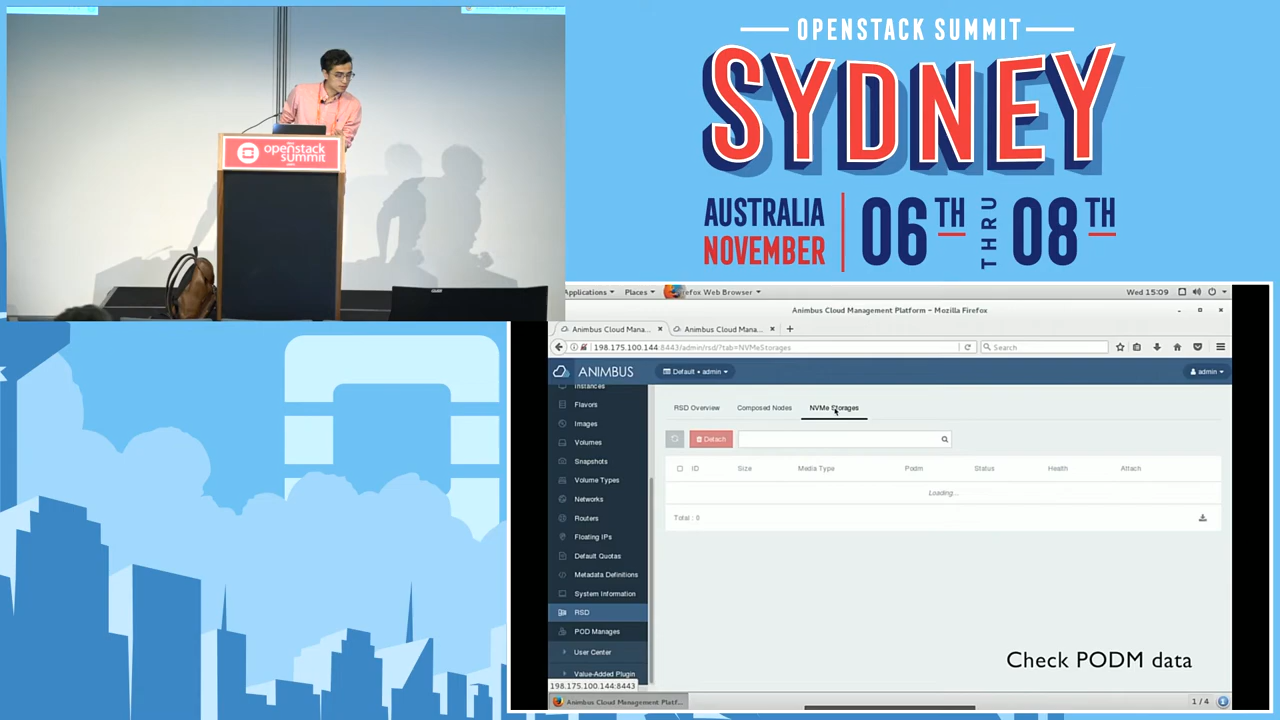 openstack
summit
OPENSTACK SUMMIT
SYDNEY
AUSTRALIA
NOVEMBER
06TH
THRU
08TH
Applications
Places
Firefox Web Browser
Wed 15:09
Animbus Cloud Management Platform – Mozilla Firefox
Animbus Cloud Mana...
Animbus Cloud Mana...
198.175.100.144:8443/admin/rsd/?tab=NVMeStorages
Search
ANIMBUS
Default • admin
admin
Instances
Flavors
Images
Volumes
Snapshots
Volume Types
Networks
Routers
Floating IPs
Default Quotas
Metadata Definitions
System Information
RSD
POD Manages
User Center
Value-Added Plugin
RSD Overview
Composed Nodes
NVMe Storages
Detach
ID
Size
Media Type
Podm
Status
Health
Attach
Loading...
Total : 0
Check PODM data
198.175.100.144:8443
Animbus Cloud Management Platf...
1 / 4